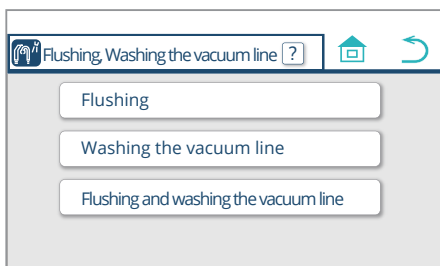 Flushing, Washing the vacuum line ?
Flushing
Washing the vacuum line
Flushing and washing the vacuum line